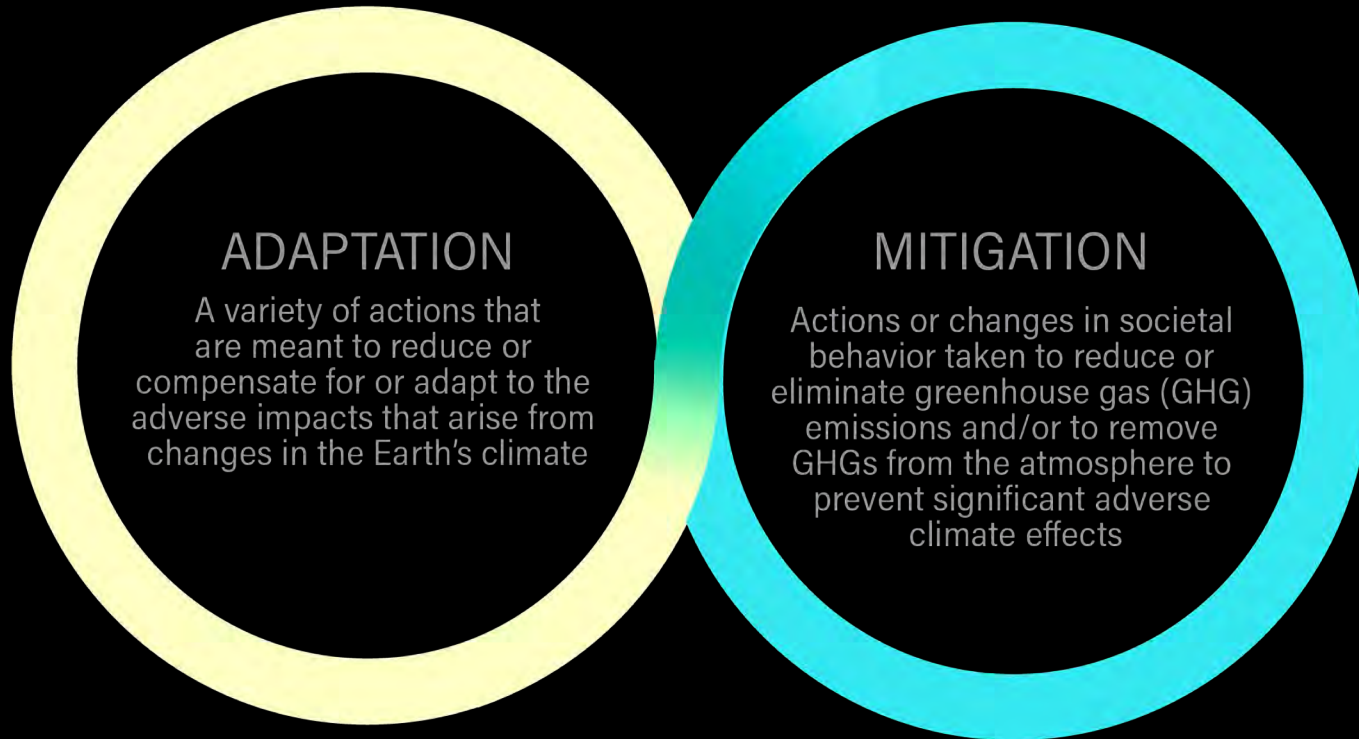 ADAPTATION
A variety of actions that
are meant to reduce or
compensate for or adapt to the
adverse impacts that arise from
changes in the Earth's climate
MITIGATION
Actions or changes in societal
behavior taken to reduce or
eliminate greenhouse gas (GHG)
emissions and/or to remove
GHGs from the atmosphere to
prevent significant adverse
climate effects